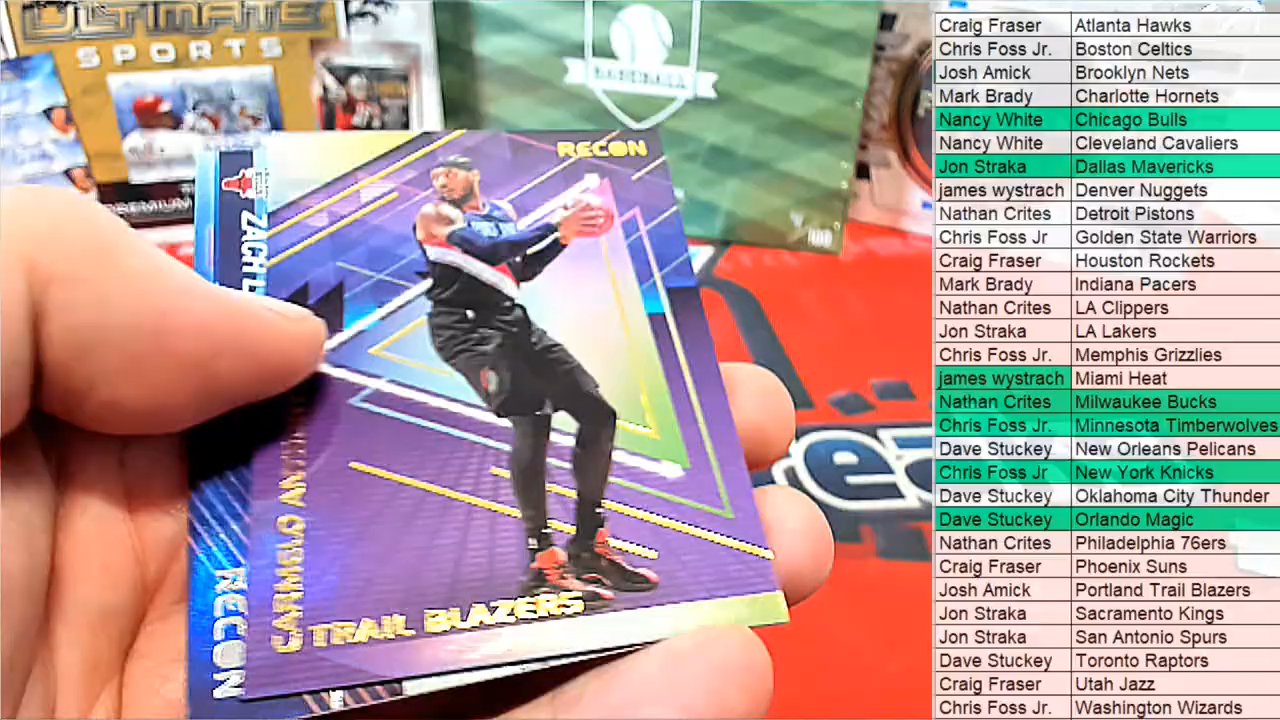 ULTIMATE
SPORTS
PREMIUM
BASEBALL
RECON
ZACH L
CARMELO
TRAIL BLAZERS
RECON
Craig Fraser Atlanta Hawks
Chris Foss Jr. Boston Celtics
Josh Amick Brooklyn Nets
Mark Brady Charlotte Hornets
Nancy White Chicago Bulls
Nancy White Cleveland Cavaliers
Jon Straka Dallas Mavericks
james wystrach Denver Nuggets
Nathan Crites Detroit Pistons
Chris Foss Jr Golden State Warriors
Craig Fraser Houston Rockets
Mark Brady Indiana Pacers
Nathan Crites LA Clippers
Jon Straka LA Lakers
Chris Foss Jr. Memphis Grizzlies
james wystrach Miami Heat
Nathan Crites Milwaukee Bucks
Chris Foss Jr. Minnesota Timberwolves
Dave Stuckey New Orleans Pelicans
Chris Foss Jr New York Knicks
Dave Stuckey Oklahoma City Thunder
Dave Stuckey Orlando Magic
Nathan Crites Philadelphia 76ers
Craig Fraser Phoenix Suns
Josh Amick Portland Trail Blazers
Jon Straka Sacramento Kings
Jon Straka San Antonio Spurs
Dave Stuckey Toronto Raptors
Craig Fraser Utah Jazz
Chris Foss Jr. Washington Wizards